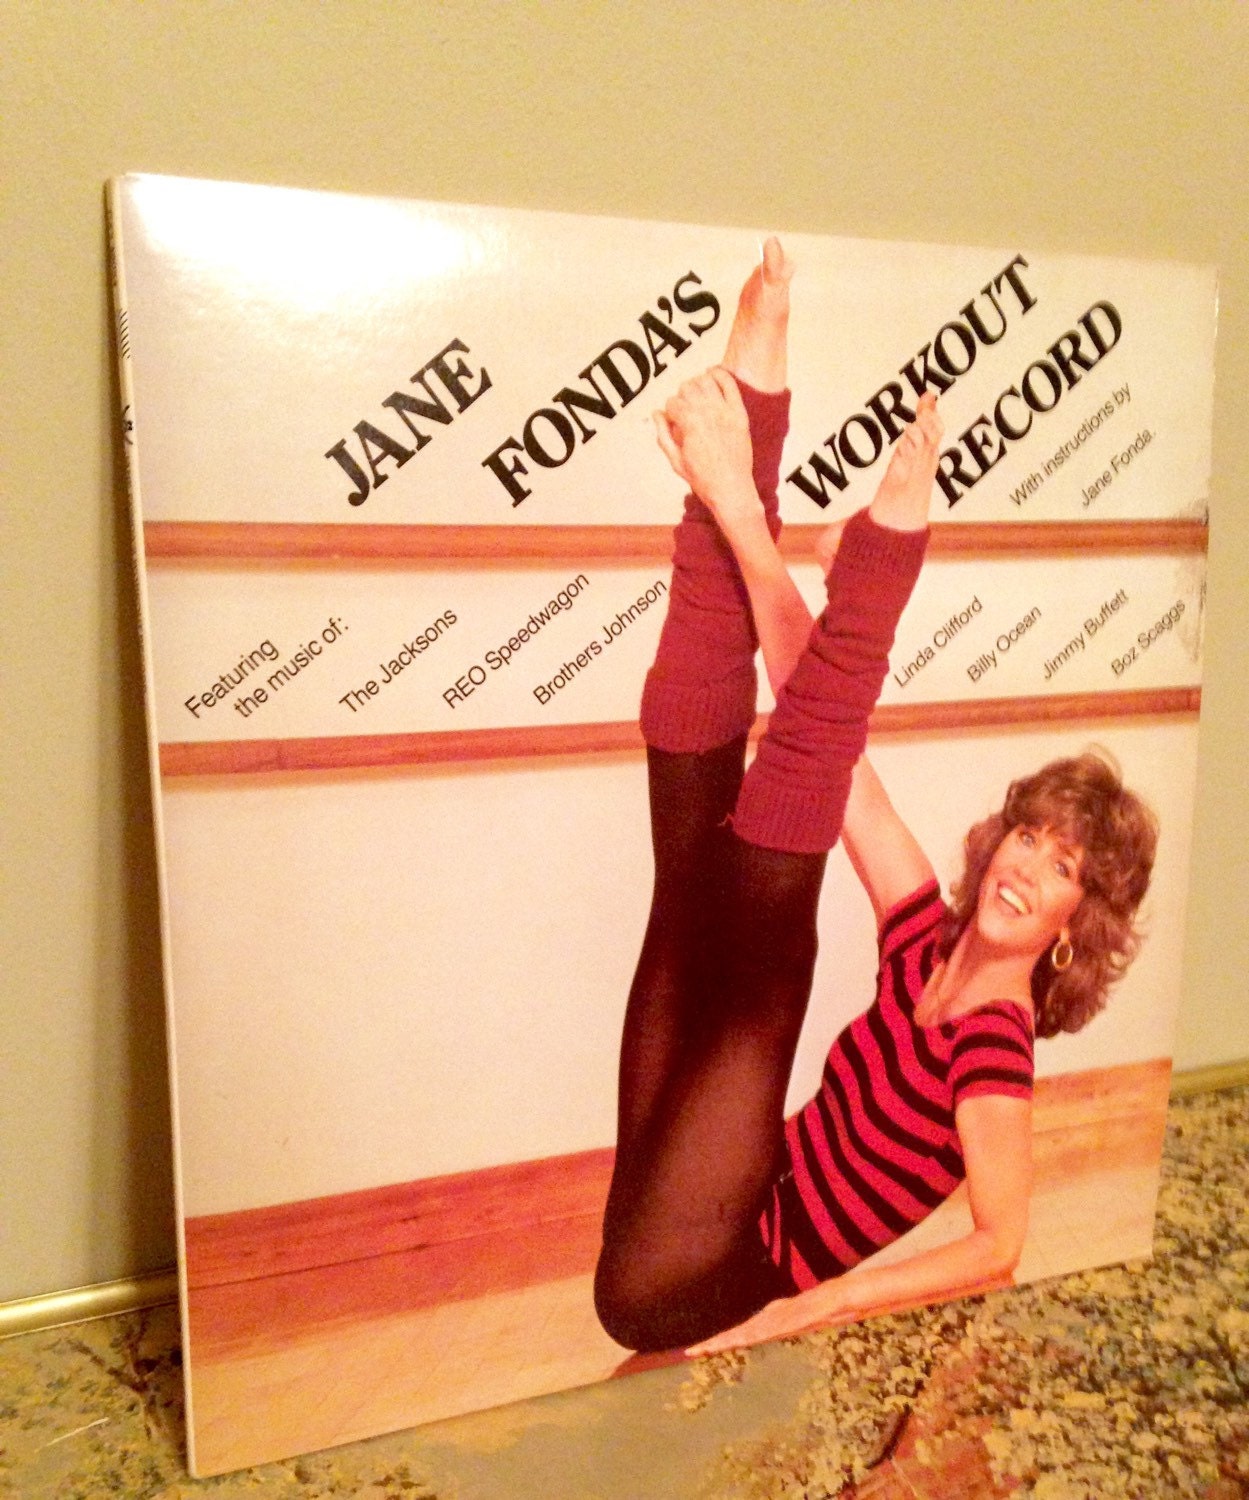 JANE
FONDA'S
WORKOUT
RECORD
With instructions by
Jane Fonda.
Featuring
the music of:
The Jacksons
REO Speedwagon
Brothers Johnson
Linda Clifford
Billy Ocean
Jimmy Buffett
Boz Scaggs